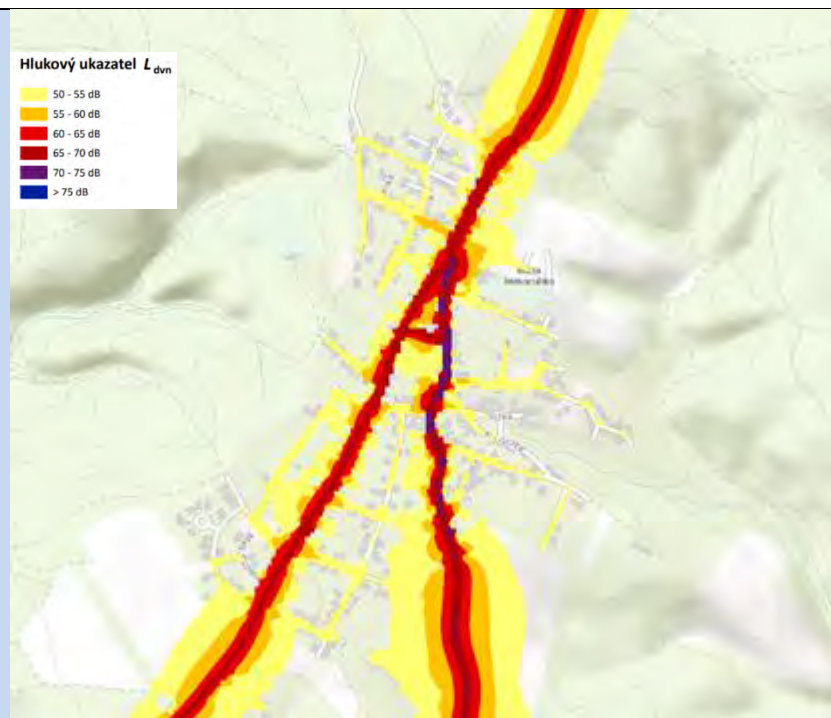 Hlukový ukazatel L dvn
50 - 55 dB
55 - 60 dB
60 - 65 dB
65 - 70 dB
70 - 75 dB
> 75 dB